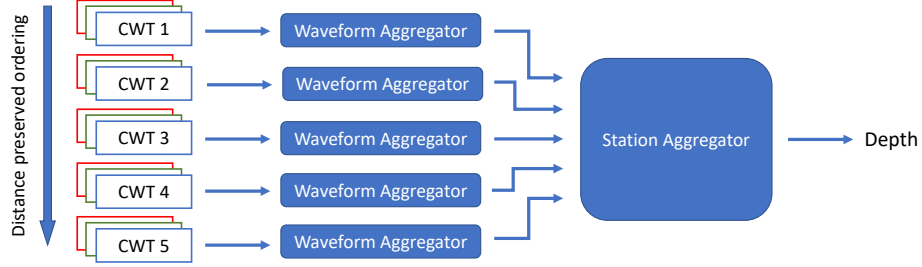 Distance preserved ordering
CWT 1
Waveform Aggregator
CWT 2
Waveform Aggregator
CWT 3
Waveform Aggregator
CWT 4
Waveform Aggregator
CWT 5
Waveform Aggregator
Station Aggregator
Depth